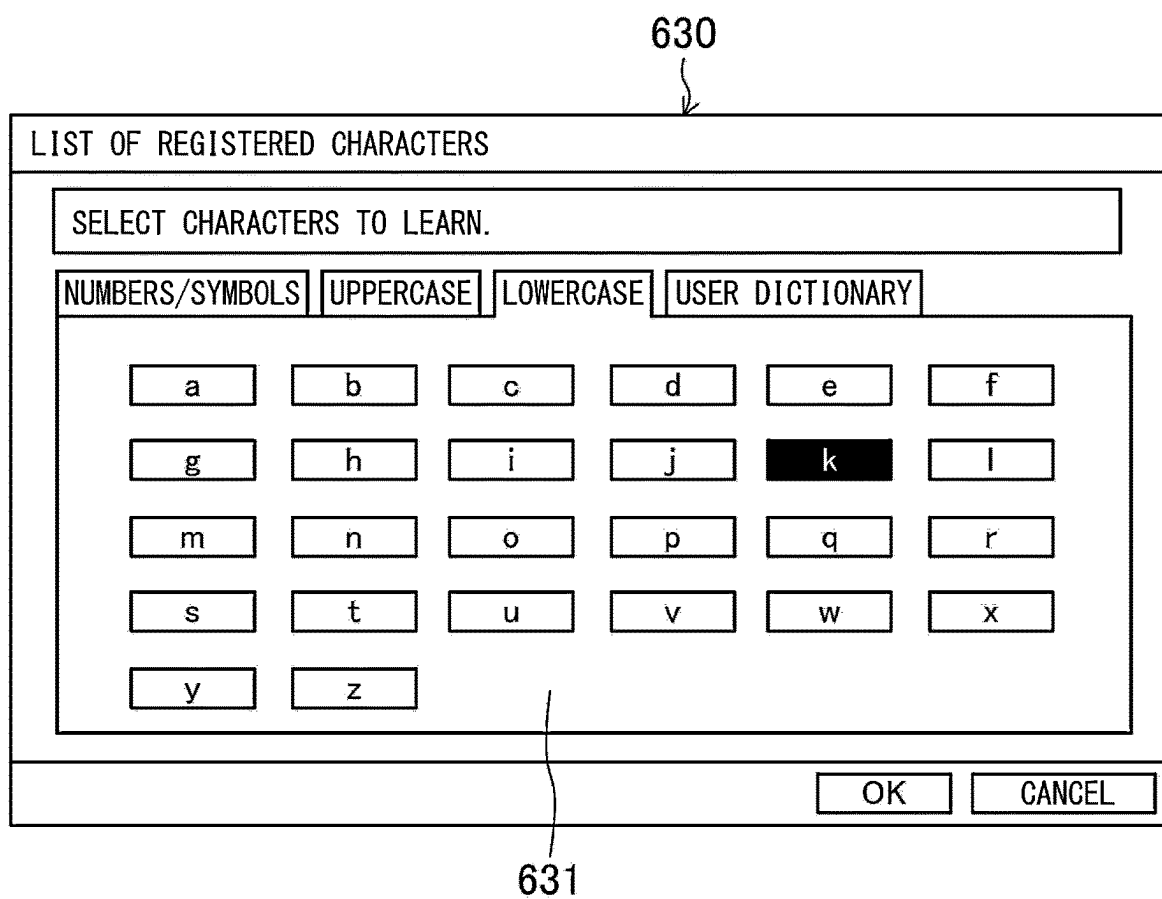 630
LIST OF REGISTERED CHARACTERS
SELECT CHARACTERS TO LEARN.
NUMBERS/SYMBOLS UPPERCASE LOWERCASE USER DICTIONARY
a b c d e f
g h i j k l
m n o p q r
s t u v w x
y z
OK CANCEL
631